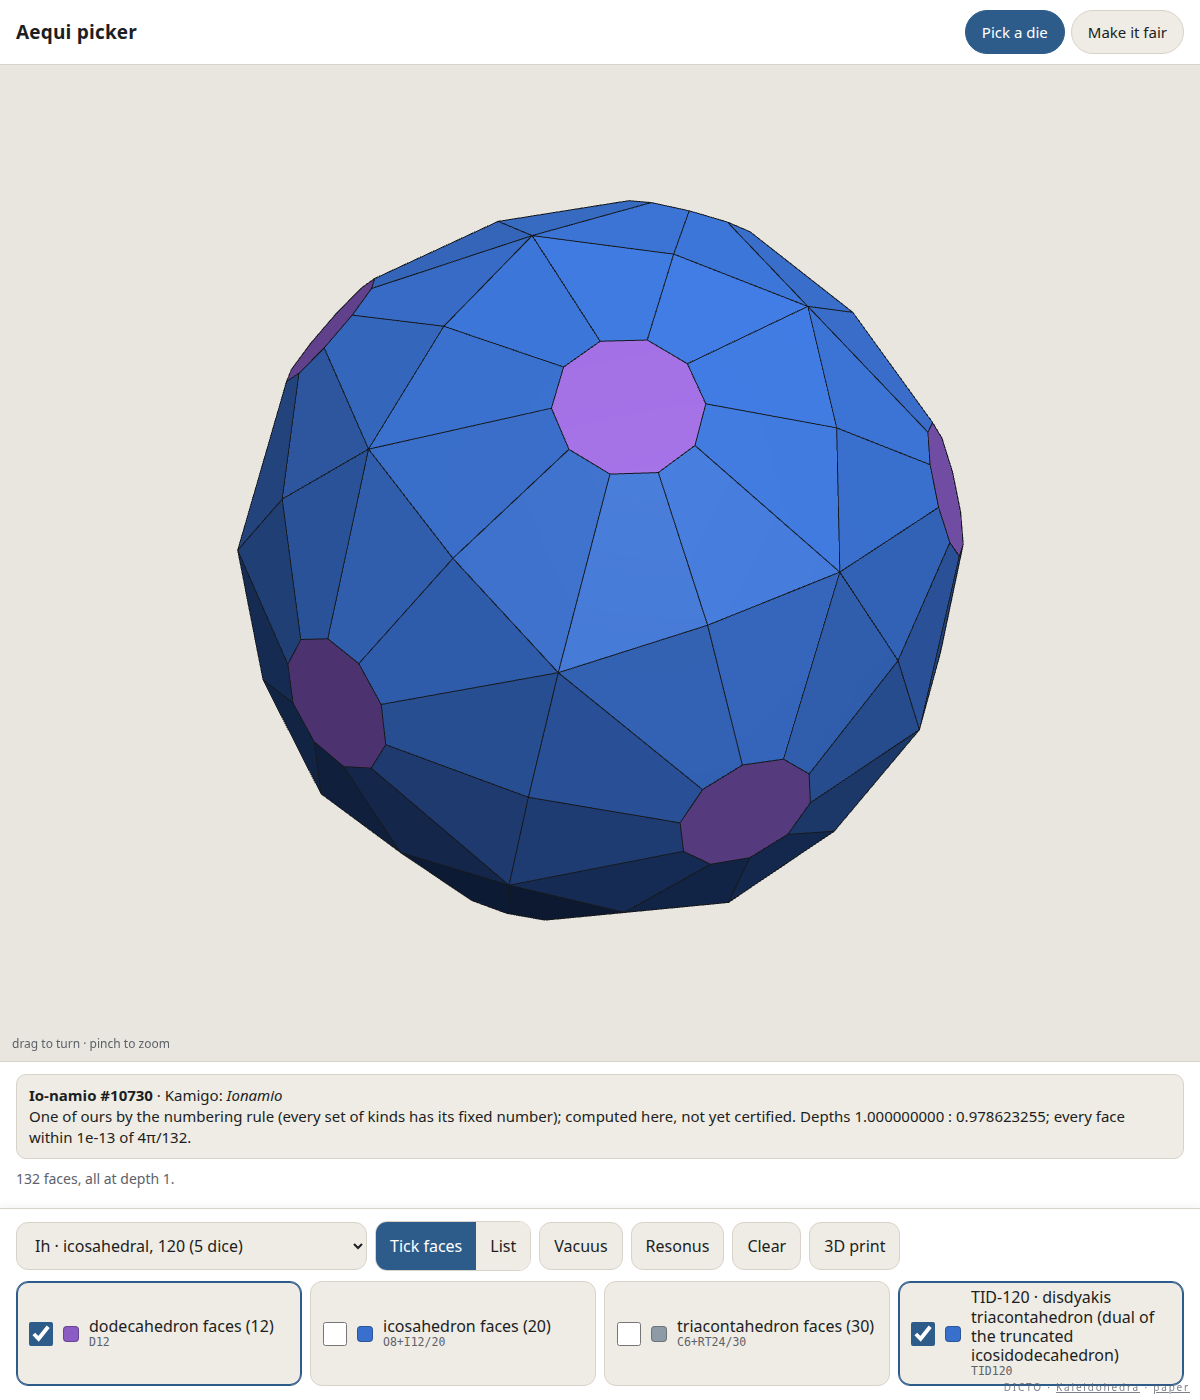 Aequi picker
Pick a die
Make it fair
drag to turn · pinch to zoom
Io-namio #10730 · Kamigo: Ionamlo
One of ours by the numbering rule (every set of kinds has its fixed number); computed here, not yet certified. Depths 1.000000000 : 0.978623255; every face
within 1e-13 of 4π/132.
132 faces, all at depth 1.
Ih · icosahedral, 120 (5 dice)
Tick faces
List
Vacuus
Resonus
Clear
3D print
dodecahedron faces (12)
D12
icosahedron faces (20)
O8+I12/20
triacontahedron faces (30)
C6+RT24/30
TID-120 · disdyakis
triacontahedron (dual of
the truncated
icosidodecahedron)
TID120
DICTO · Kaleidohedra · paper